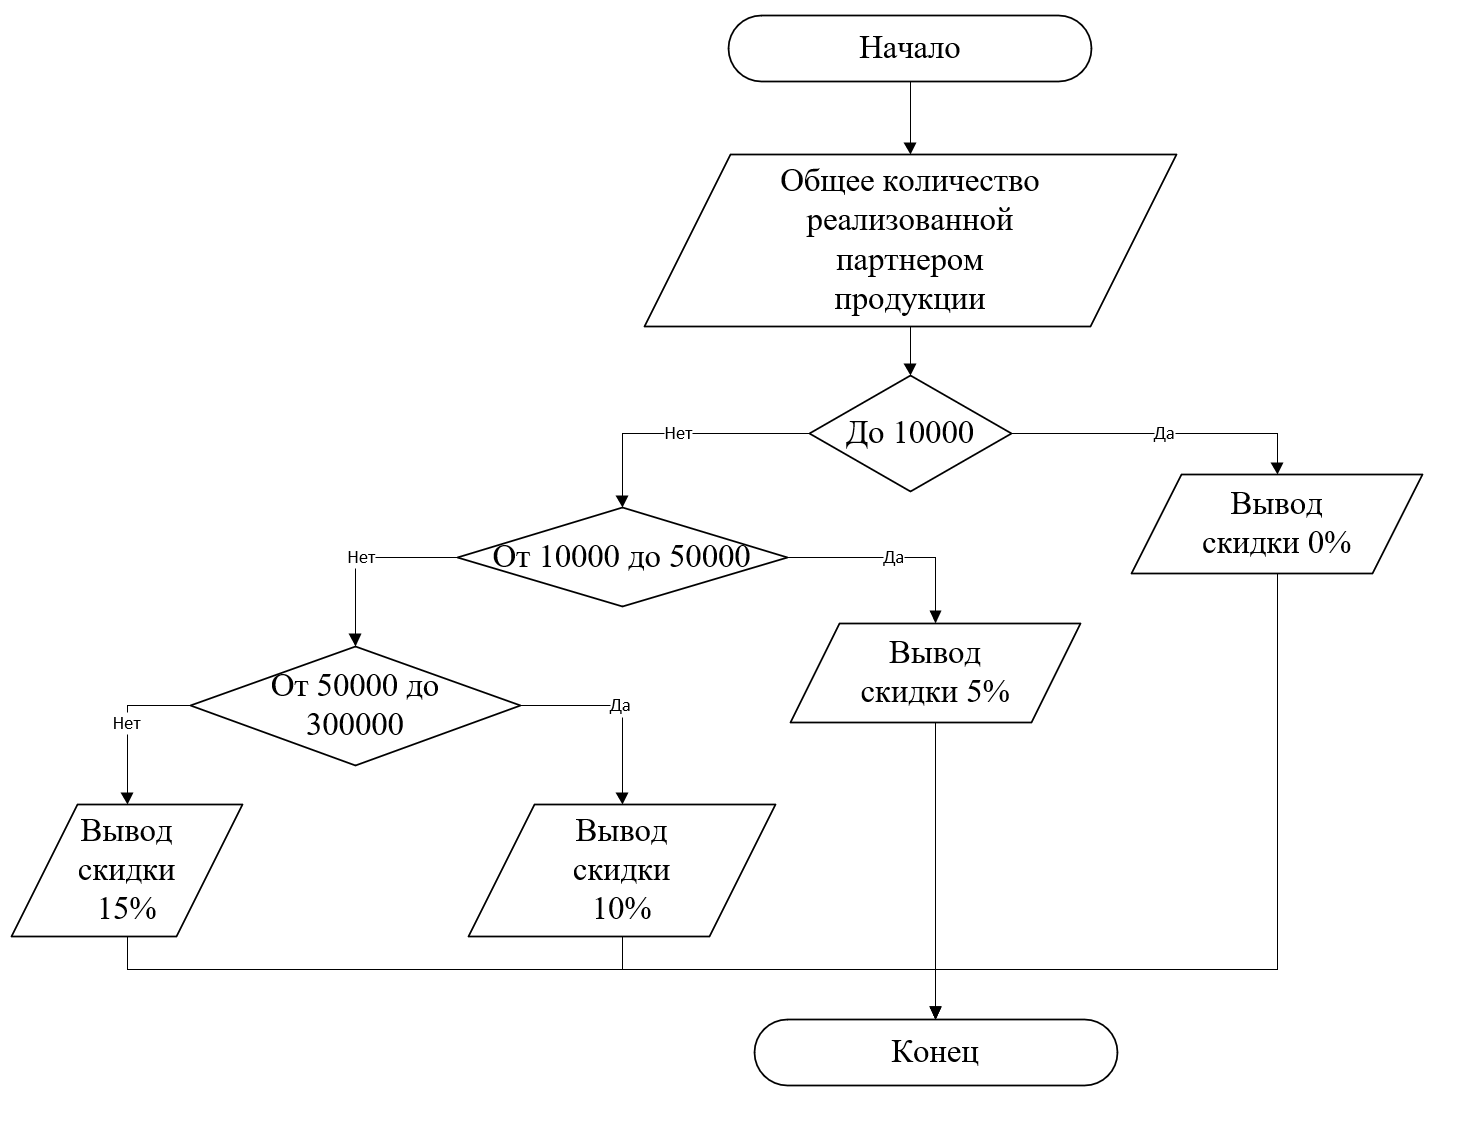 Начало
Общее количество
реализованной
партнером
продукции
До 10000
Нет
Да
Вывод
скидки 0%
От 10000 до 50000
Нет
Да
Вывод
скидки 5%
От 50000 до
300000
Нет
Да
Вывод
скидки
15%
Вывод
скидки
10%
Конец